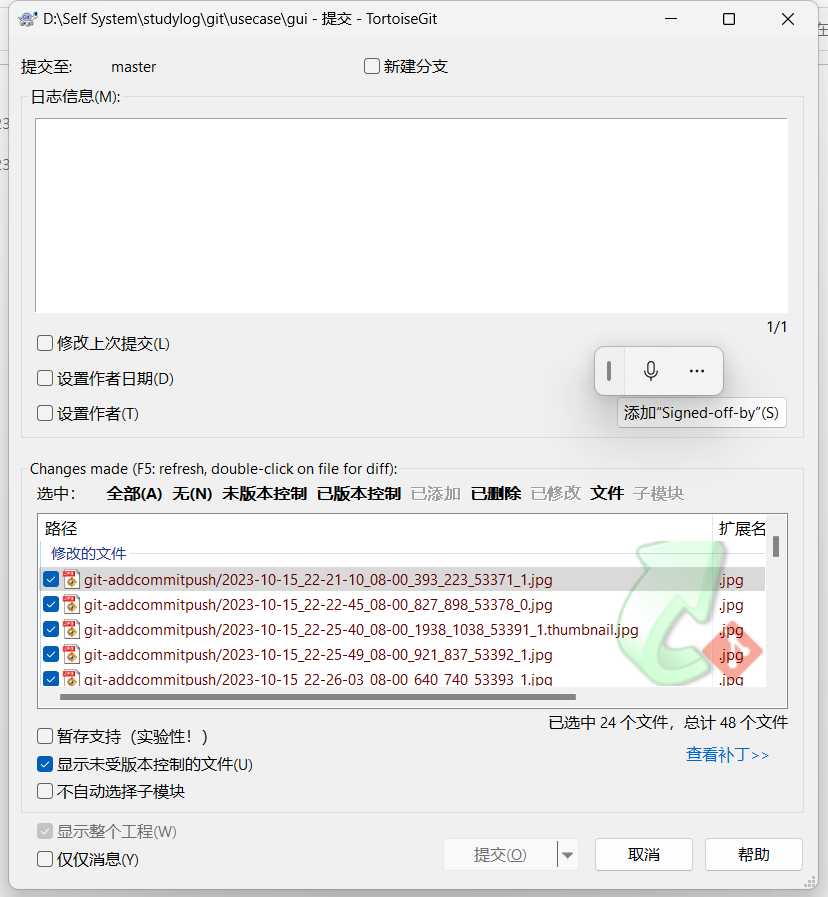 D:\Self System\studylog\git\usecase\gui - 提交 - TortoiseGit
提交至: master 新建分支
日志信息(M):
1/1
修改上次提交(L)
设置作者日期(D)
设置作者(T)
添加"Signed-off-by"(S)
Changes made (F5: refresh, double-click on file for diff):
选中: 全部(A) 无(N) 未版本控制 已版本控制 已添加 已删除 已修改 文件 子模块
路径 扩展名
修改的文件
git-addcommitpush/2023-10-15_22-21-10_08-00_393_223_53371_1.jpg .jpg
git-addcommitpush/2023-10-15_22-22-45_08-00_827_898_53378_0.jpg .jpg
git-addcommitpush/2023-10-15_22-25-40_08-00_1938_1038_53391_1.thumbnail.jpg .jpg
git-addcommitpush/2023-10-15_22-25-49_08-00_921_837_53392_1.jpg .jpg
git-addcommitpush/2023-10-15_22-26-03_08-00_640_740_53393_1.jpg .jpg
已选中 24 个文件，总计 48 个文件
暂存支持（实验性！）
查看补丁>>
显示未受版本控制的文件(U)
不自动选择子模块
显示整个工程(W)
仅仅消息(Y)
提交(O) 取消 帮助